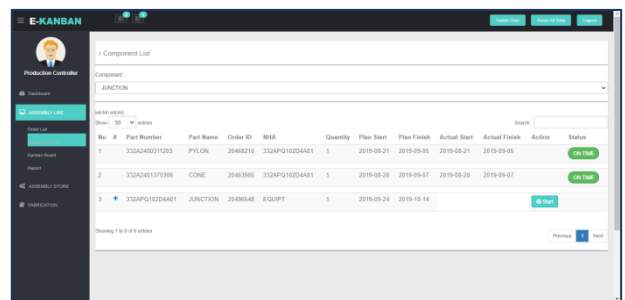 E-KANBAN
Switch User
Reset All Data
Logout
Production Controller
Dashboard
ASSEMBLY LINE
Order List
Kanban Board
Report
ASSEMBLY STORE
FABRICATION
> Component List
Component :
JUNCTION
Show 50 entries
Search:
No # Part Number Part Name Order ID NHA Quantity Plan Start Plan Finish Actual Start Actual Finish Action Status
1 332A2400311203 PYLON 20468210 332APQ102D4A01 1 2019-08-21 2019-09-05 2019-08-21 2019-09-05 ON TIME
2 332A2401370306 CONE 20463985 332APQ102D4A01 1 2019-08-28 2019-09-07 2019-08-28 2019-09-07 ON TIME
3 + 332APQ102D4A01 JUNCTION 20496648 EQUIPT 1 2019-09-24 2019-10-14 Start
Showing 1 to 6 of 6 entries
Previous 1 Next